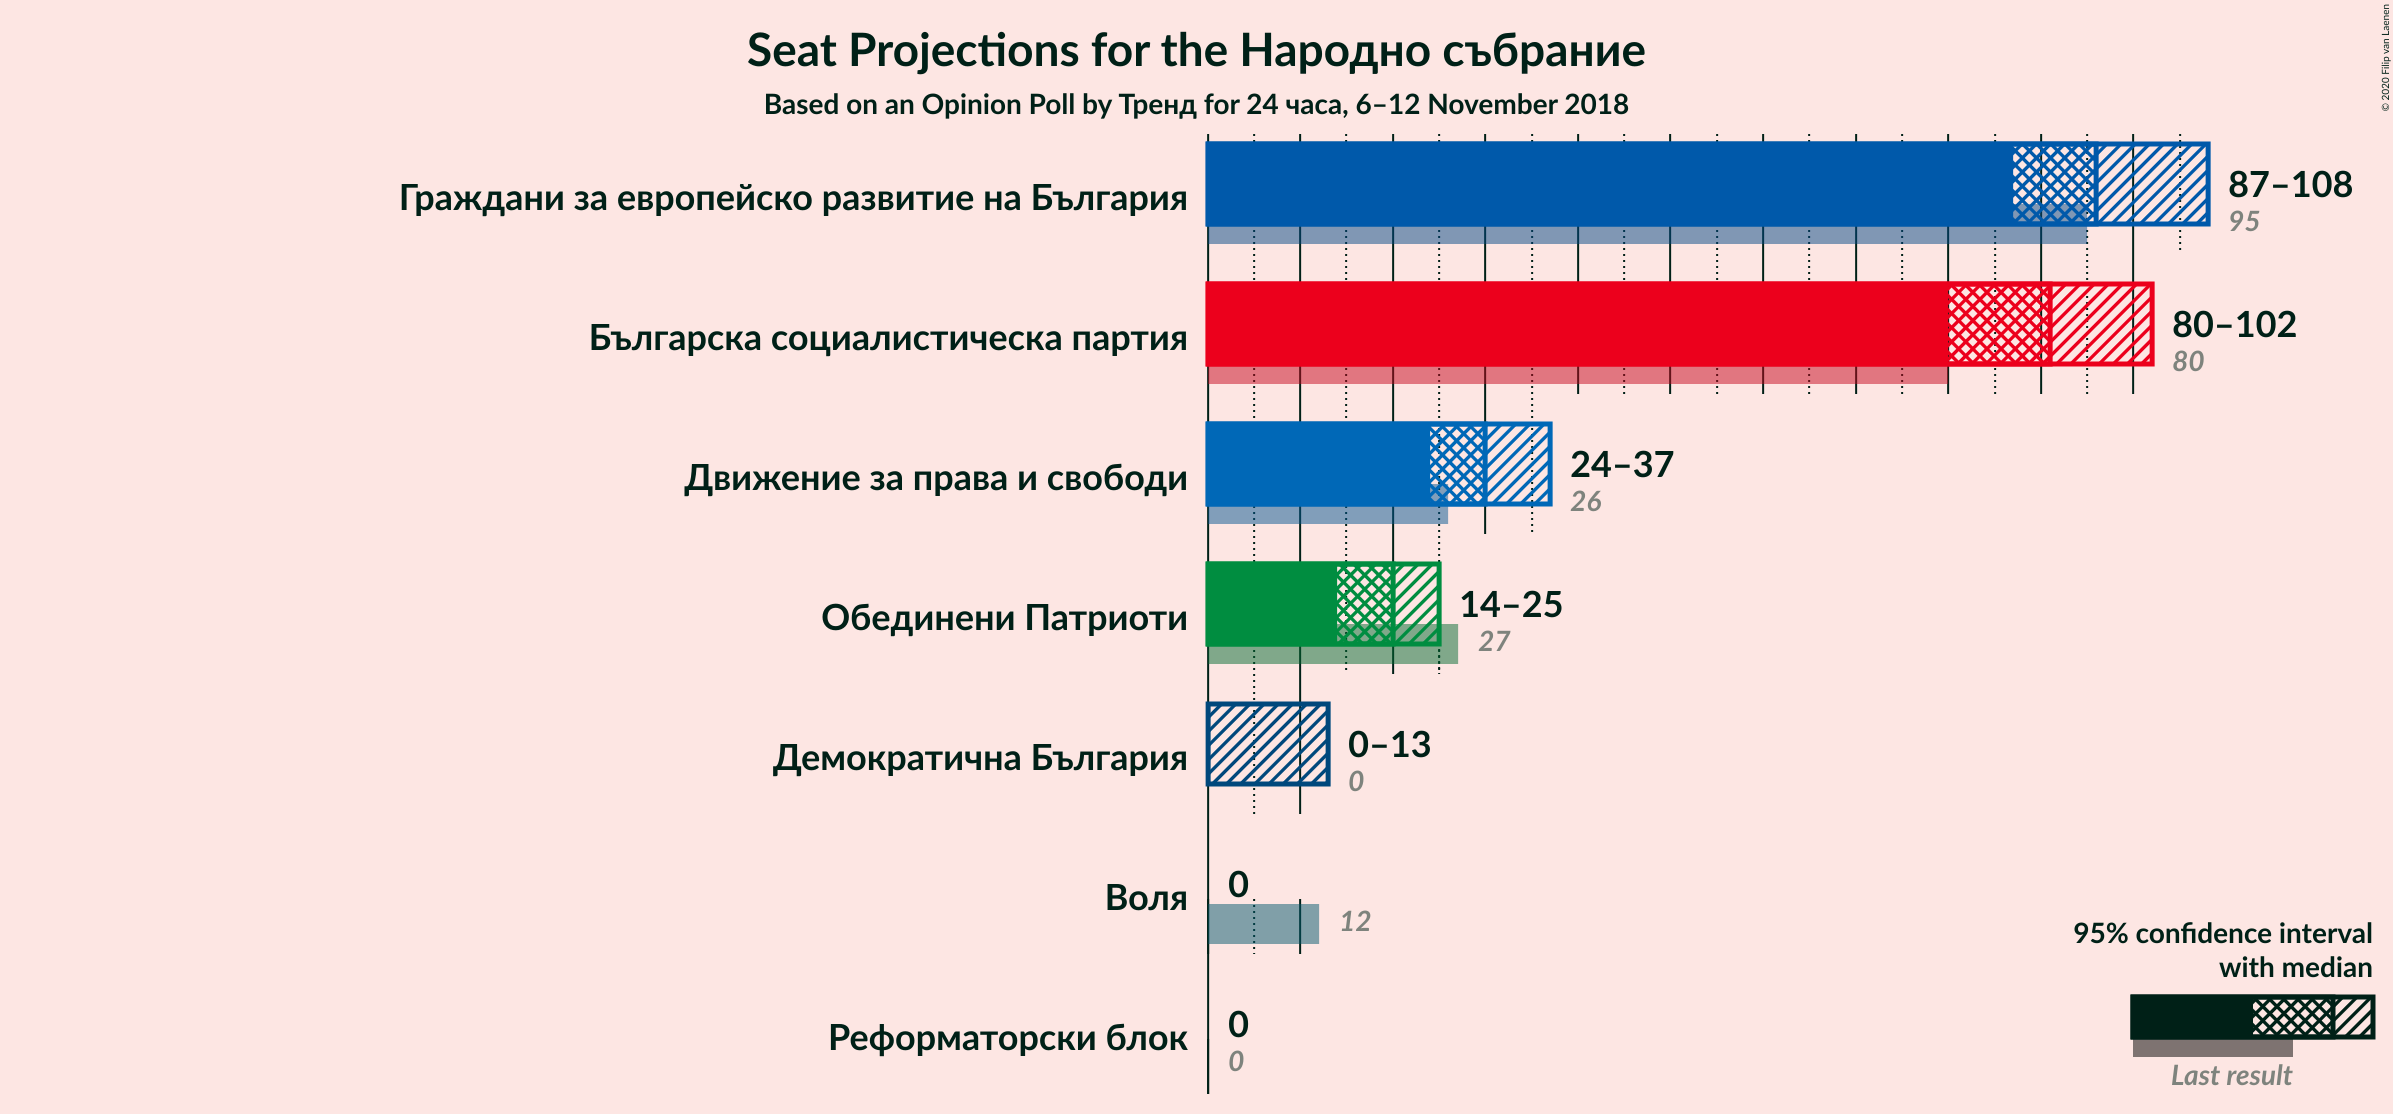 Seat Projections for the Народно събрание
Based on an Opinion Poll by Тренд for 24 часа, 6–12 November 2018
© 2020 Filip van Laenen
Граждани за европейско развитие на България
87–108
95
Българска социалистическа партия
80–102
80
Движение за права и свободи
24–37
26
Обединени Патриоти
14–25
27
Демократична България
0–13
0
Воля
0
12
Реформаторски блок
0
0
95% confidence interval
with median
Last result